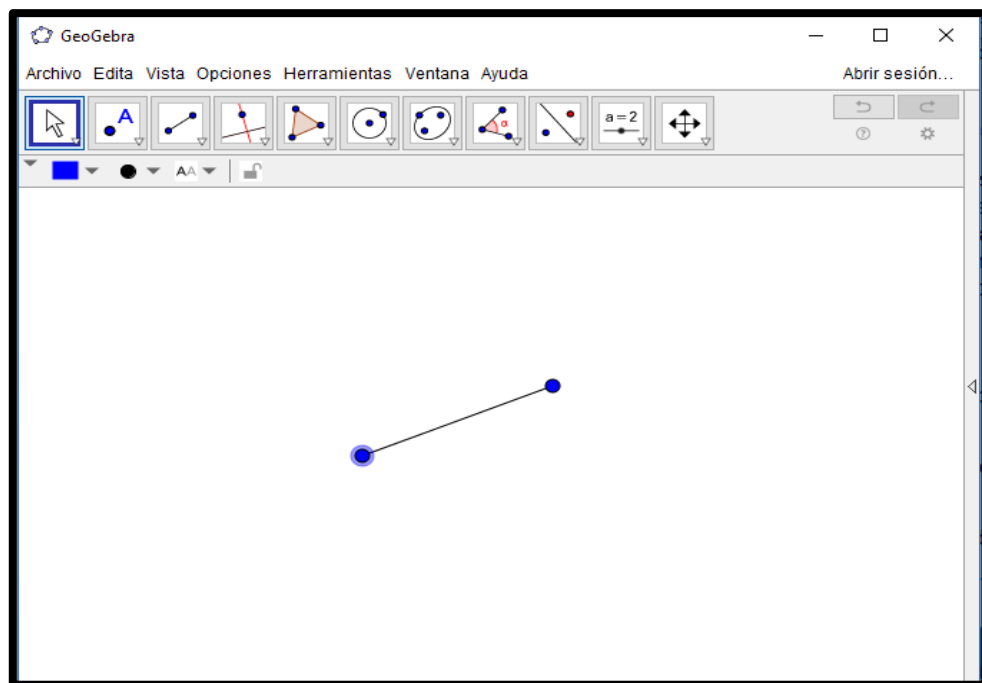 GeoGebra
Archivo Edita Vista Opciones Herramientas Ventana Ayuda Abrir sesión...
A α a = 2
AA